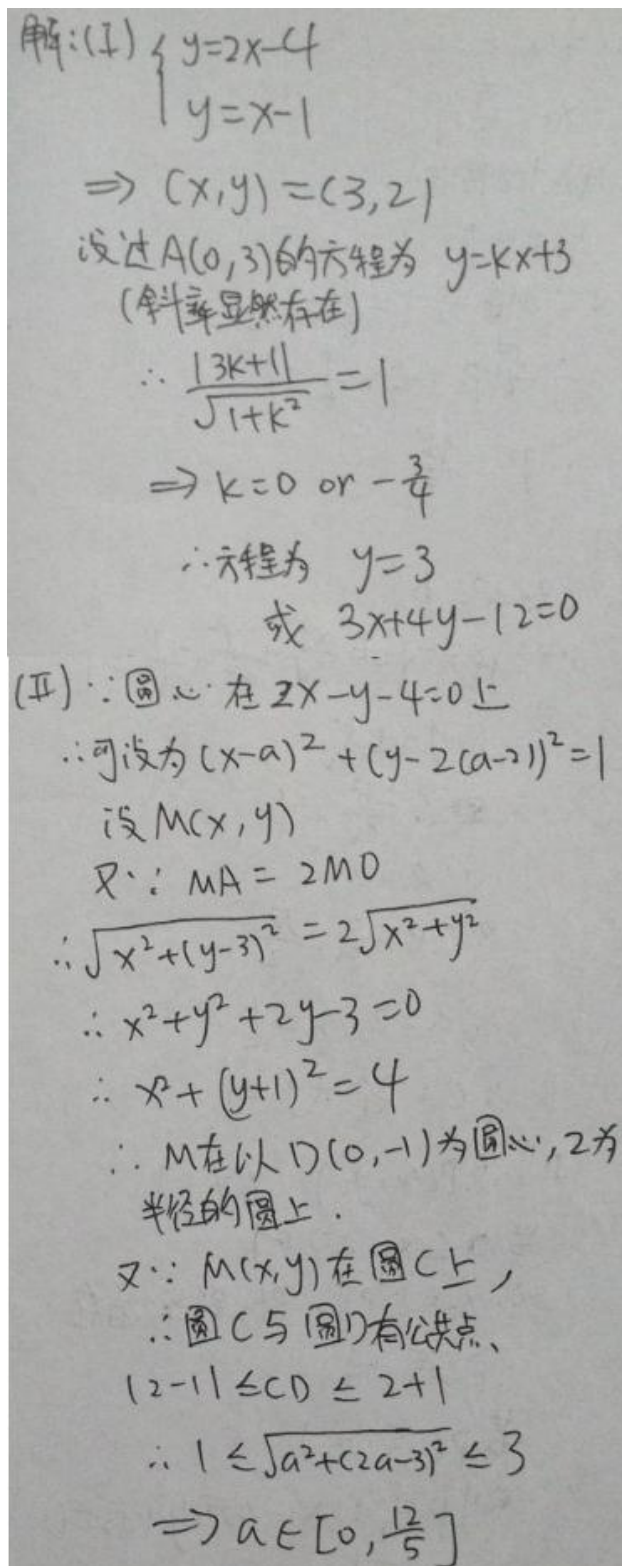 解:(I) { y=2x-4
y=x-1
⇒ (x,y)=(3,2)
设过A(0,3)的方程为 y=kx+3
(斜率显然存在)
∴ |3k+1|/√(1+k²) = 1
⇒ k=0 or -3/4
∴方程为 y=3
或 3x+4y-12=0
(II) ∵圆心在2x-y-4=0上
∴可设为(x-a)²+(y-2(a-2))²=1
设M(x,y)
又∵ MA=2MO
∴√(x²+(y-3)²) = 2√(x²+y²)
∴ x²+y²+2y-3=0
∴ x²+(y+1)²=4
∴ M在以D(0,-1)为圆心,2为
半径的圆上.
又∵ M(x,y)在圆C上,
∴圆C与圆D有公共点、
|2-1|≤CD≤2+1
∴ 1≤√(a²+(2a-3)²)≤3
⇒ a∈[0,12/5]